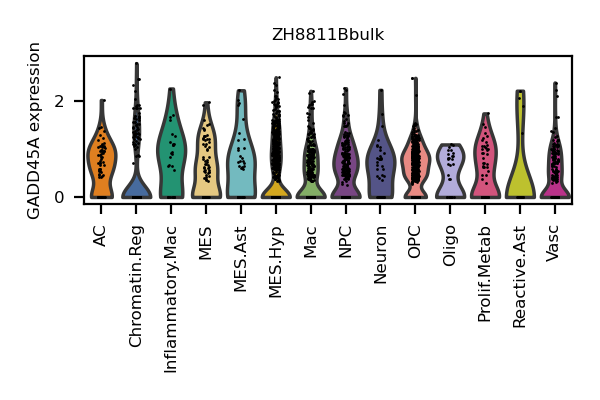 ZH8811Bbulk
GADD45A expression
2
0
AC
Chromatin.Reg
Inflammatory.Mac
MES
MES.Ast
MES.Hyp
Mac
NPC
Neuron
OPC
Oligo
Prolif.Metab
Reactive.Ast
Vasc